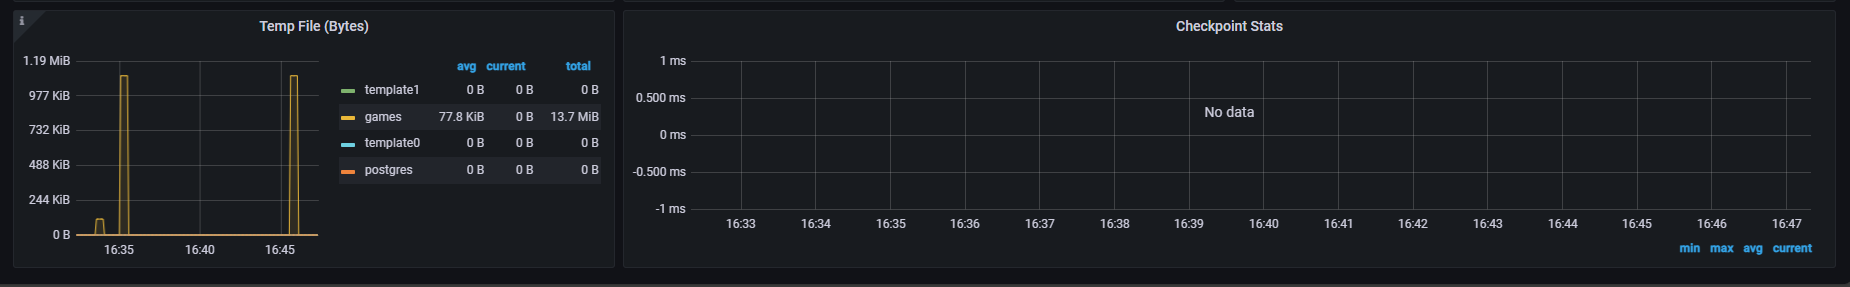 i
Temp File (Bytes)
1.19 MiB
977 KiB
732 KiB
488 KiB
244 KiB
0 B
16:35 16:40 16:45
avg current total
template1 0 B 0 B 0 B
games 77.8 KiB 0 B 13.7 MiB
template0 0 B 0 B 0 B
postgres 0 B 0 B 0 B
Checkpoint Stats
1 ms
0.500 ms
0 ms
-0.500 ms
-1 ms
No data
16:33 16:34 16:35 16:36 16:37 16:38 16:39 16:40 16:41 16:42 16:43 16:44 16:45 16:46 16:47
min max avg current